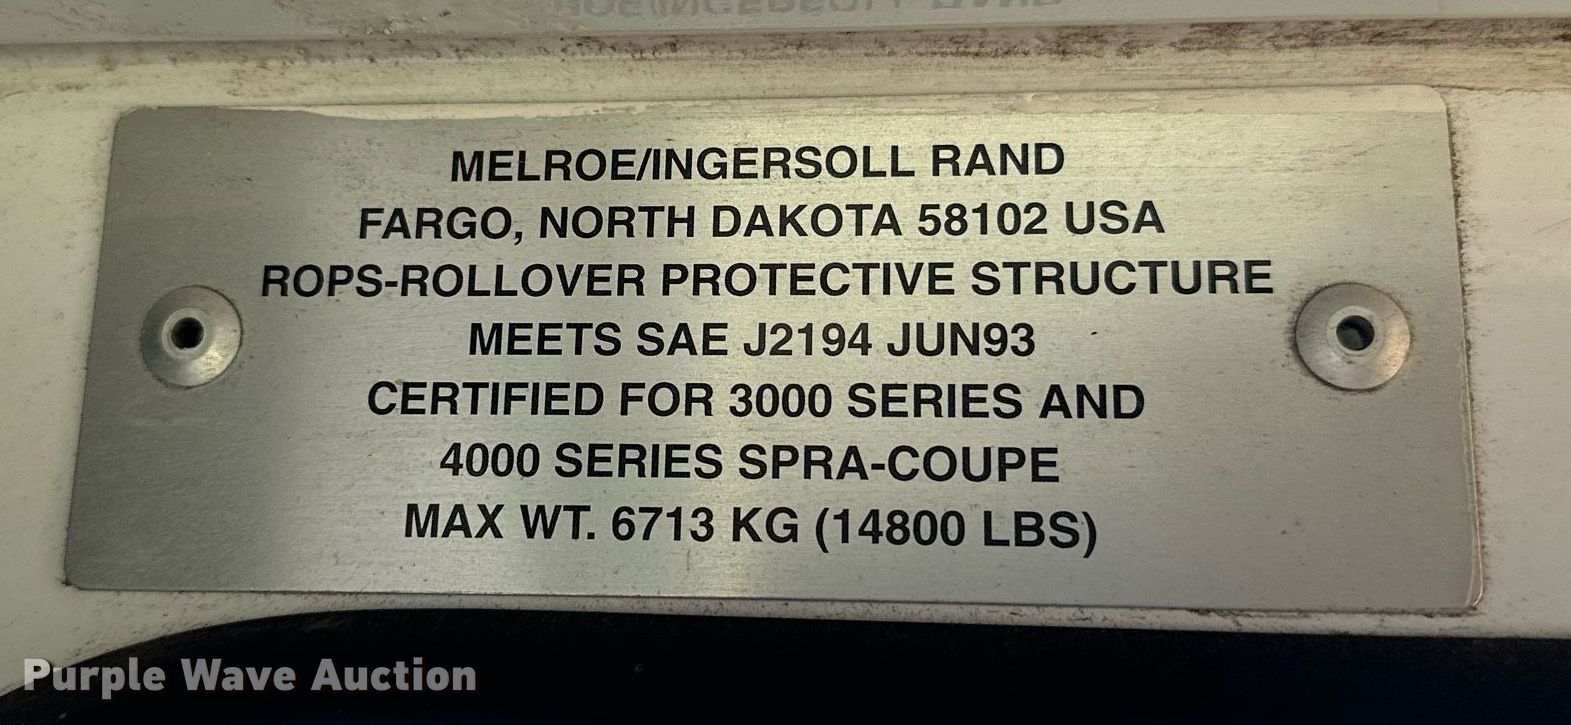 MELROE/INGERSOLL RAND
FARGO, NORTH DAKOTA 58102 USA
ROPS-ROLLOVER PROTECTIVE STRUCTURE
MEETS SAE J2194 JUN93
CERTIFIED FOR 3000 SERIES AND
4000 SERIES SPRA-COUPE
MAX WT. 6713 KG (14800 LBS)
Purple Wave Auction